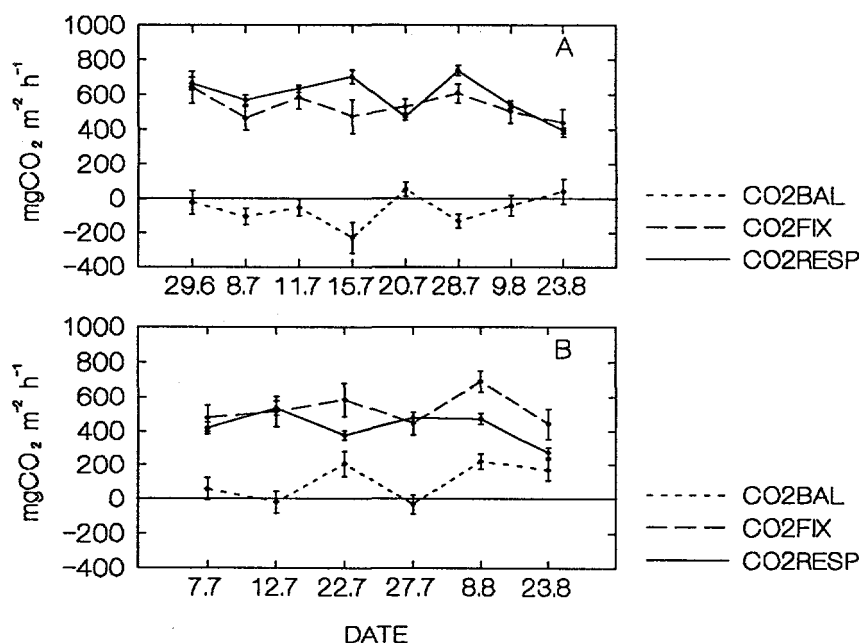 1000
800
600
400
200
0
−200
−400
mgCO₂ m⁻² h⁻¹
A
29.6 8.7 11.7 15.7 20.7 28.7 9.8 23.8
CO2BAL
CO2FIX
CO2RESP
1000
800
600
400
200
0
−200
−400
mgCO₂ m⁻² h⁻¹
B
7.7 12.7 22.7 27.7 8.8 23.8
DATE
CO2BAL
CO2FIX
CO2RESP